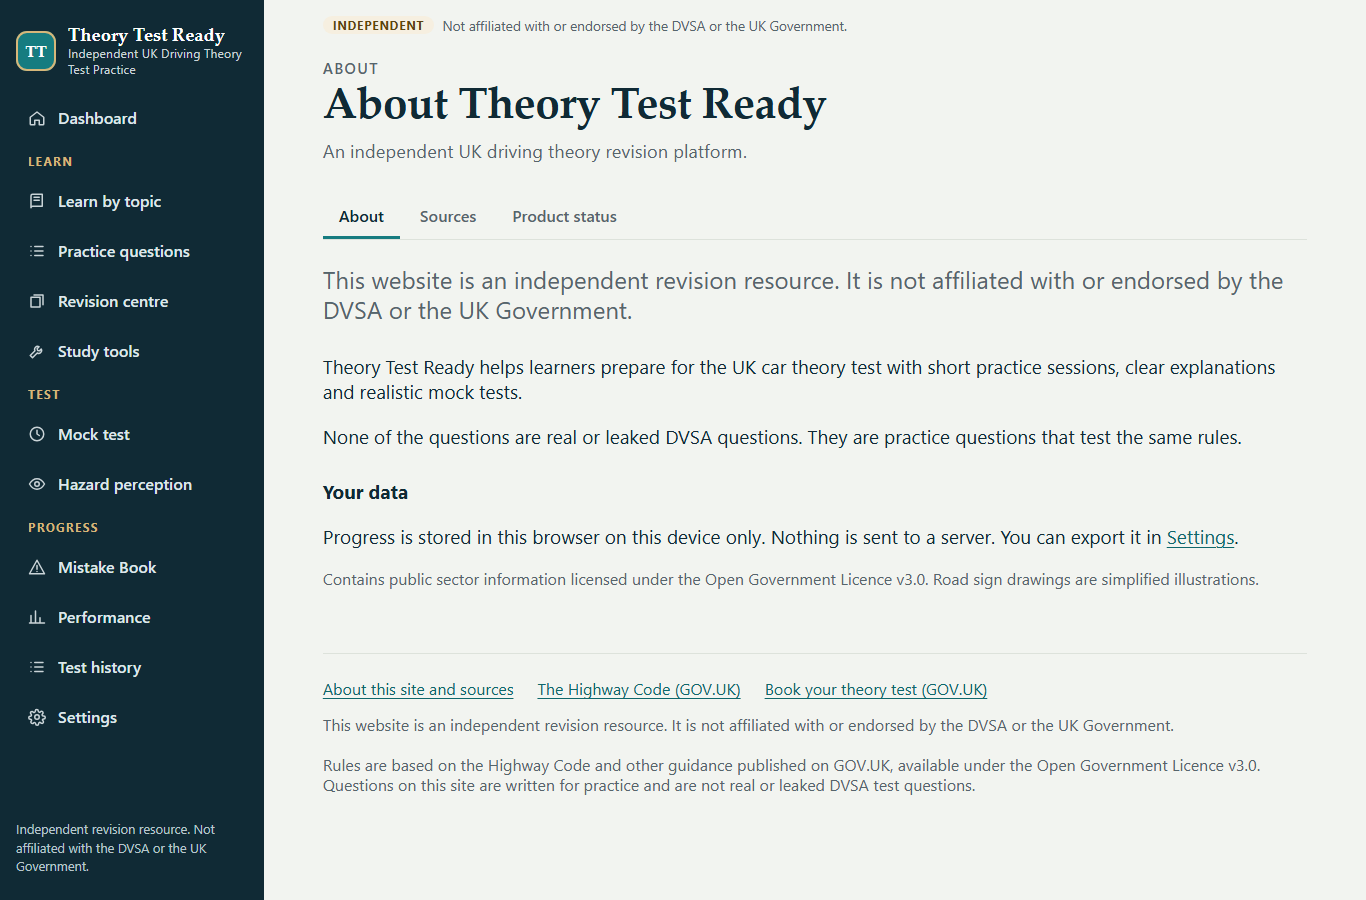 TT
Theory Test Ready
Independent UK Driving Theory
Test Practice
Dashboard
LEARN
Learn by topic
Practice questions
Revision centre
Study tools
TEST
Mock test
Hazard perception
PROGRESS
Mistake Book
Performance
Test history
Settings
Independent revision resource. Not
affiliated with the DVSA or the UK
Government.
INDEPENDENT Not affiliated with or endorsed by the DVSA or the UK Government.
ABOUT
About Theory Test Ready
An independent UK driving theory revision platform.
About Sources Product status
This website is an independent revision resource. It is not affiliated with or endorsed by the
DVSA or the UK Government.
Theory Test Ready helps learners prepare for the UK car theory test with short practice sessions, clear explanations
and realistic mock tests.
None of the questions are real or leaked DVSA questions. They are practice questions that test the same rules.
Your data
Progress is stored in this browser on this device only. Nothing is sent to a server. You can export it in Settings.
Contains public sector information licensed under the Open Government Licence v3.0. Road sign drawings are simplified illustrations.
About this site and sources The Highway Code (GOV.UK) Book your theory test (GOV.UK)
This website is an independent revision resource. It is not affiliated with or endorsed by the DVSA or the UK Government.
Rules are based on the Highway Code and other guidance published on GOV.UK, available under the Open Government Licence v3.0.
Questions on this site are written for practice and are not real or leaked DVSA test questions.